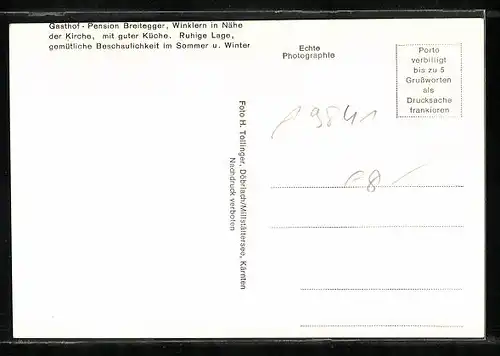 Gasthof - Pension Breitegger, Winklern in Nähe
der Kirche, mit guter Küche. Ruhige Lage,
gemütliche Beschaulichkeit im Sommer u. Winter
Echte
Photographie
Porto
verbilligt
bis zu 5
Grußworten
als
Drucksache
frankieren
Foto H. Tollinger, Döbriach/Millstättersee, Kärnten
Nachdruck verboten
A 9841